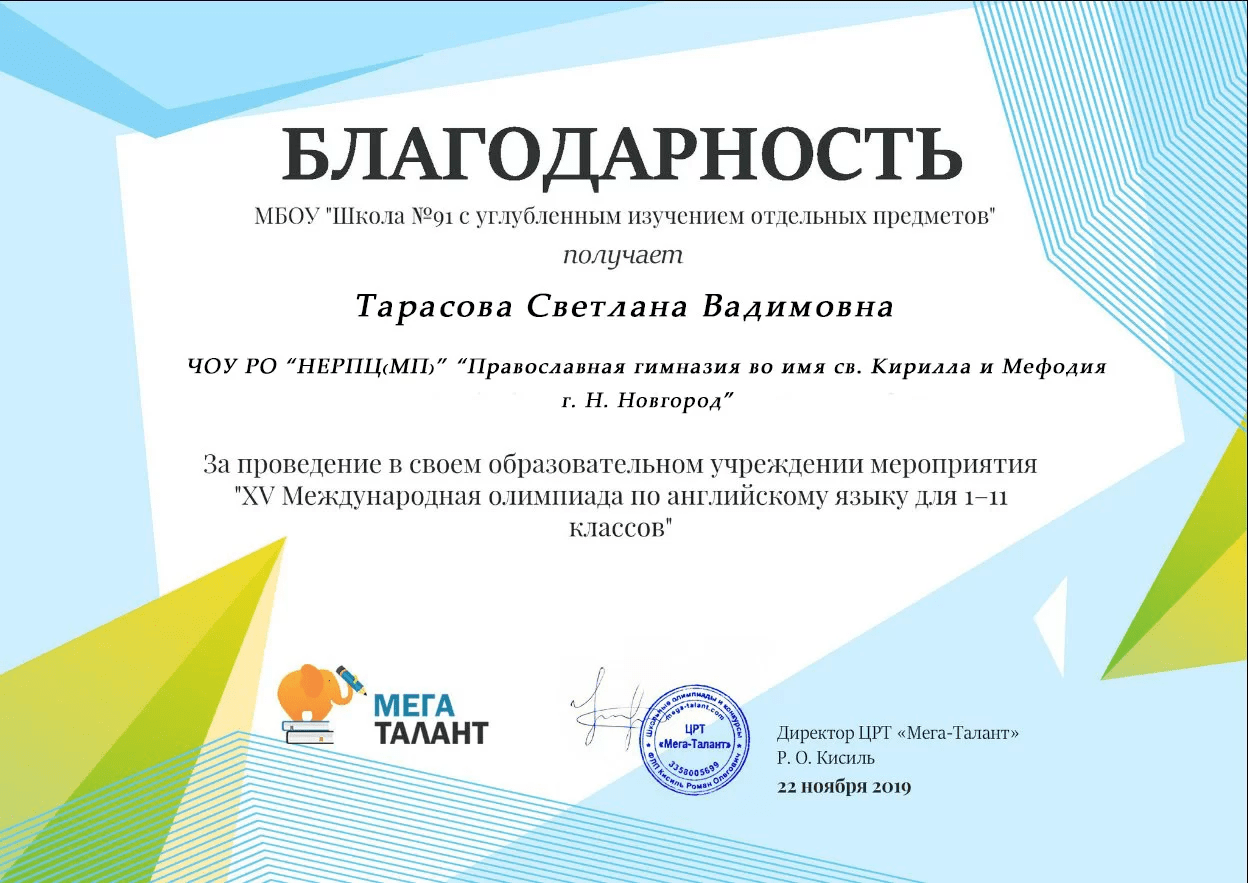 БЛАГОДАРНОСТЬ
МБОУ "Школа №91 с углубленным изучением отдельных предметов"
получает
Тарасова Светлана Вадимовна
ЧОУ РО “НЕРПЦ(МП)” “Православная гимназия во имя св. Кирилла и Мефодия
г. Н. Новгород”
За проведение в своем образовательном учреждении мероприятия
"XV Международная олимпиада по английскому языку для 1–11
классов"
МЕГА
ТАЛАНТ
Школьные олимпиады и конкурсы
mega-talant.com
ЦРТ
«Мега-Талант»
3358005699
ФЛП Кисиль Роман Олегович
Директор ЦРТ «Мега-Талант»
Р. О. Кисиль
22 ноября 2019